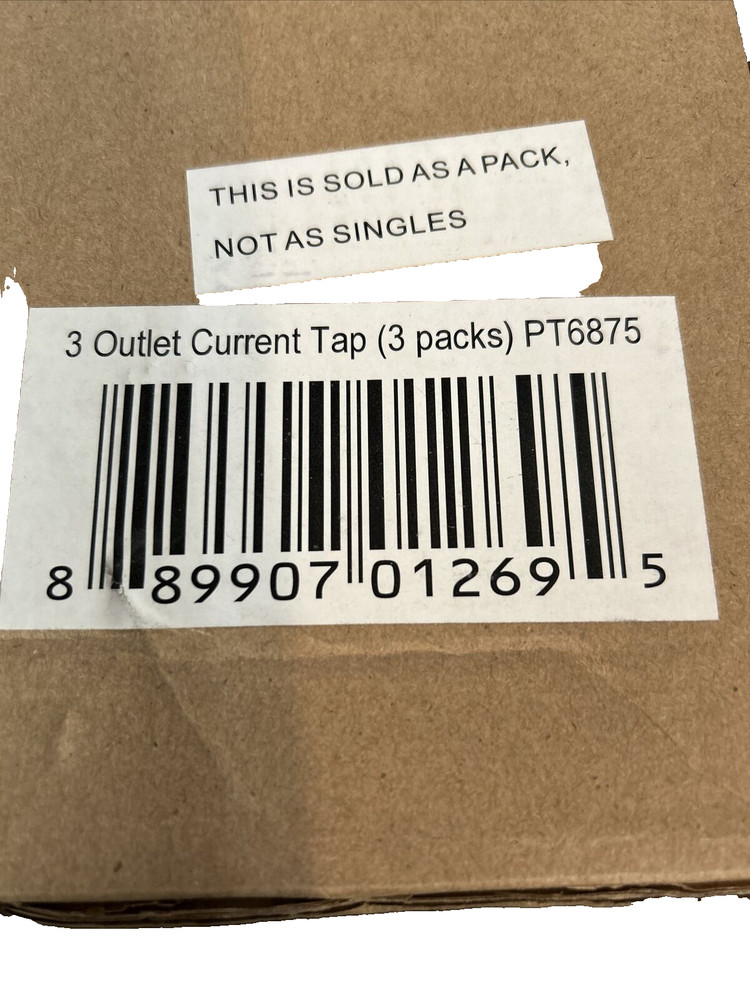 THIS IS SOLD AS A PACK,
NOT AS SINGLES
3 Outlet Current Tap (3 packs) PT6875
8 89907 01269 5